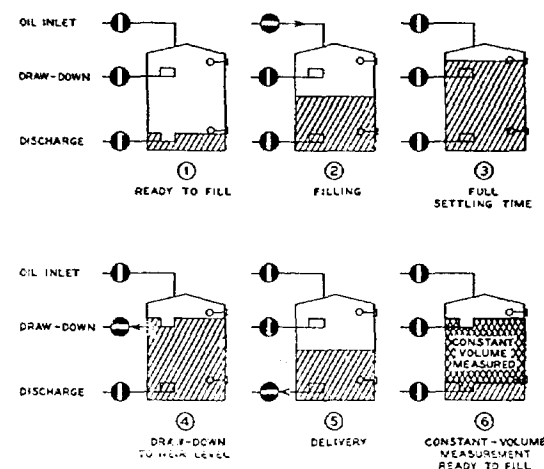 OIL INLET
DRAW-DOWN
DISCHARGE
1
READY TO FILL
2
FILLING
3
FULL
SETTLING TIME
OIL INLET
DRAW-DOWN
DISCHARGE
4
DRAW-DOWN
TO WEIR LEVEL
5
DELIVERY
CONSTANT
VOLUME
MEASURED
6
CONSTANT-VOLUME
MEASUREMENT
READY TO FILL